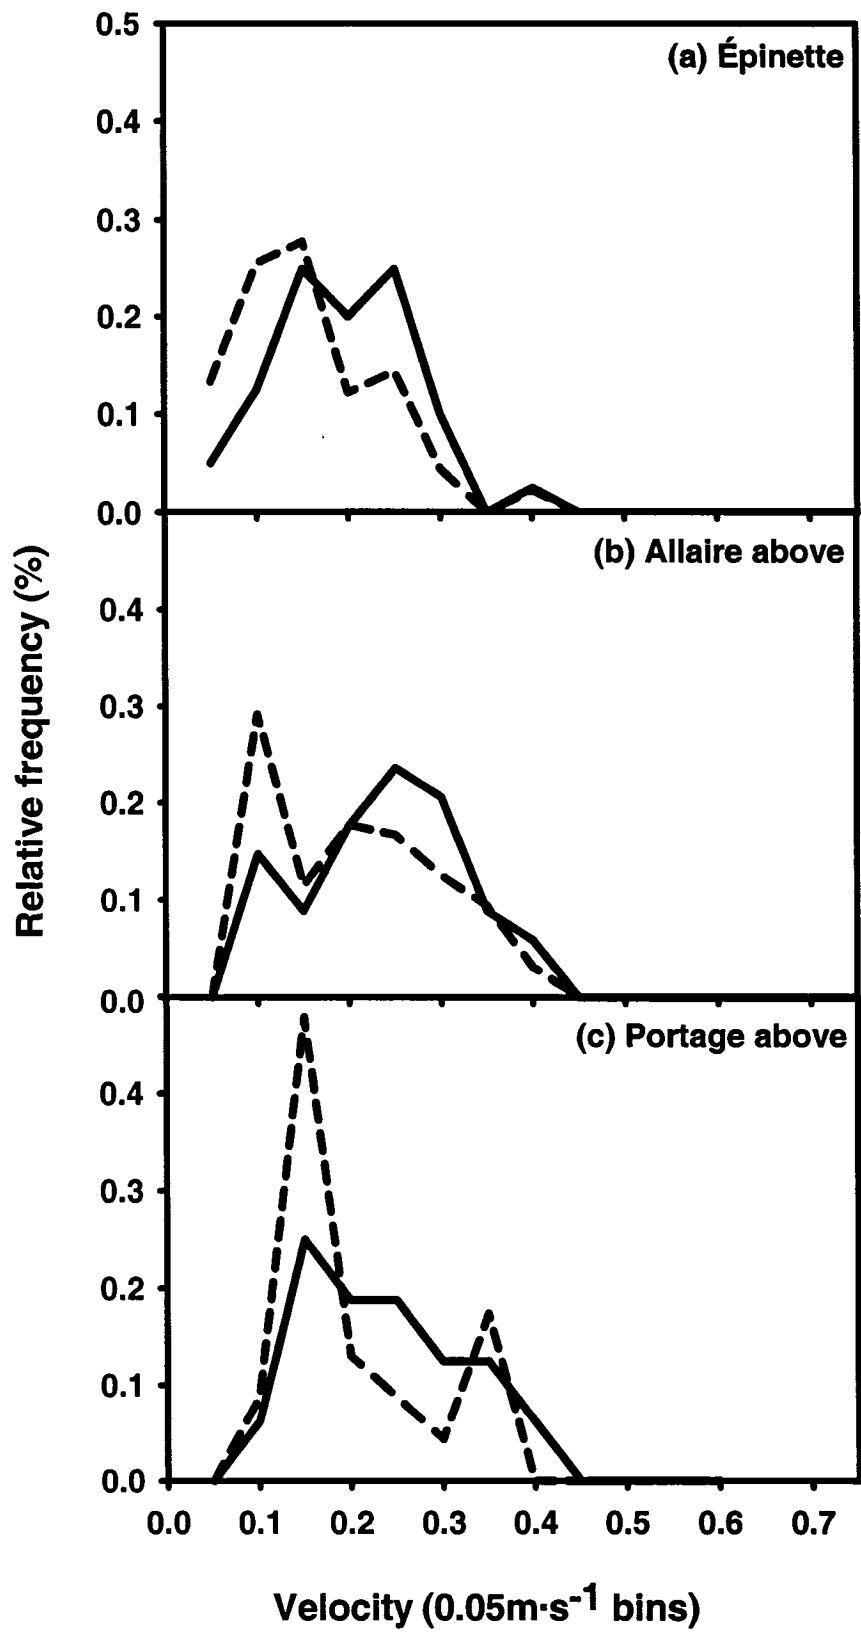 0.5
(a) Épinette
0.4
0.3
0.2
0.1
0.0
(b) Allaire above
0.4
0.3
0.2
0.1
0.0
(c) Portage above
0.4
0.3
0.2
0.1
0.0
0.0 0.1 0.2 0.3 0.4 0.5 0.6 0.7
Relative frequency (%)
Velocity (0.05m·s⁻¹ bins)